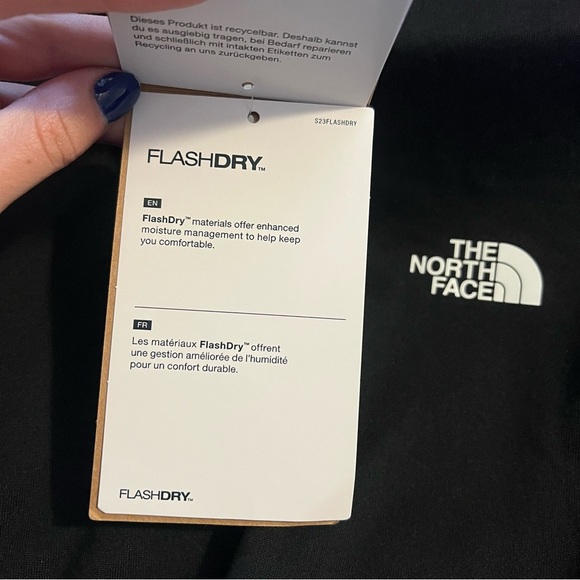 Dieses Produkt ist recycelbar. Deshalb kannst
du es ausgiebig tragen, bei Bedarf reparieren
und schließlich mit intakten Etiketten zum
Recycling an uns zurückgeben.
S23FLASHDRY
FLASHDRY™
EN
FlashDry™ materials offer enhanced
moisture management to help keep
you comfortable.
FR
Les matériaux FlashDry™ offrent
une gestion améliorée de l'humidité
pour un confort durable.
FLASHDRY™
THE
NORTH
FACE